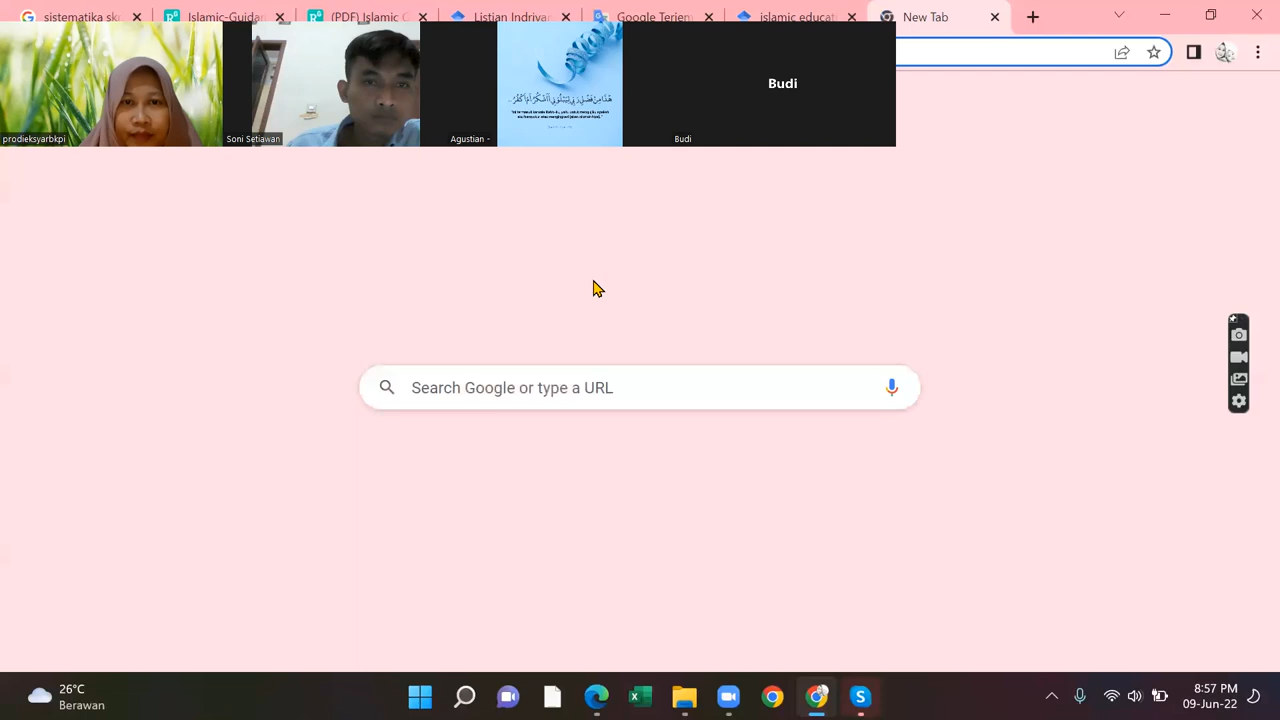 sistematika sk
Islamic-Guidan
(PDF) Islamic C
Listian Indriyar
Google Terjem
islamic educat
New Tab
prodieksyarbkpi
Soni Setiawan
Agustian -
هَذَا مِنْ فَضْلِ رَبِّي لِيَبْلُوَنِي أَأَشْكُرُ أَمْ أَكْفُرُ ...
Budi
Budi
Search Google or type a URL
26°C
Berawan
8:57 PM
09-Jun-22